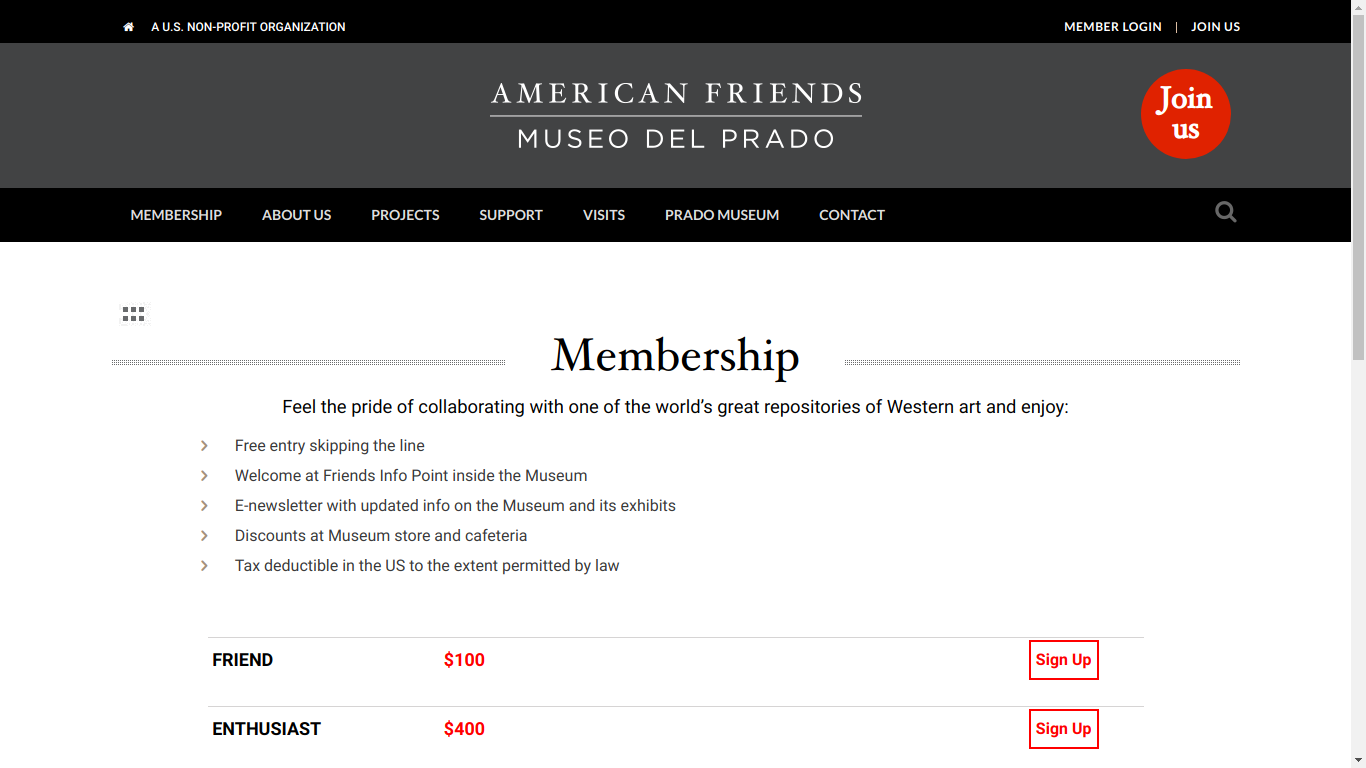 A U.S. NON-PROFIT ORGANIZATION
MEMBER LOGIN | JOIN US
AMERICAN FRIENDS
MUSEO DEL PRADO
Join
us
MEMBERSHIP ABOUT US PROJECTS SUPPORT VISITS PRADO MUSEUM CONTACT
Membership
Feel the pride of collaborating with one of the world’s great repositories of Western art and enjoy:
Free entry skipping the line
Welcome at Friends Info Point inside the Museum
E-newsletter with updated info on the Museum and its exhibits
Discounts at Museum store and cafeteria
Tax deductible in the US to the extent permitted by law
FRIEND $100 Sign Up
ENTHUSIAST $400 Sign Up